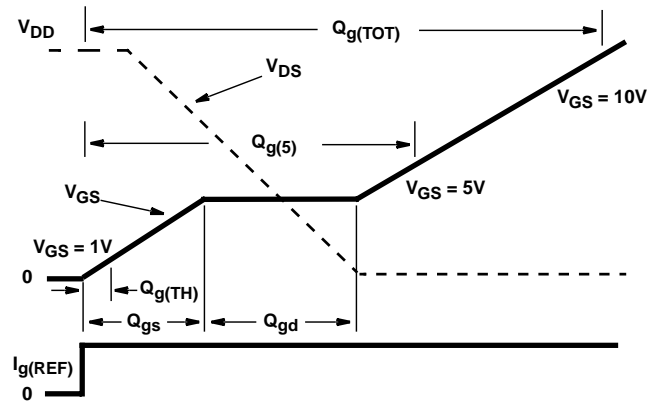 V_DD
Q_g(TOT)
V_DS
V_GS = 10V
Q_g(5)
V_GS
V_GS = 5V
V_GS = 1V
0
Q_g(TH)
Q_gs
Q_gd
I_g(REF)
0